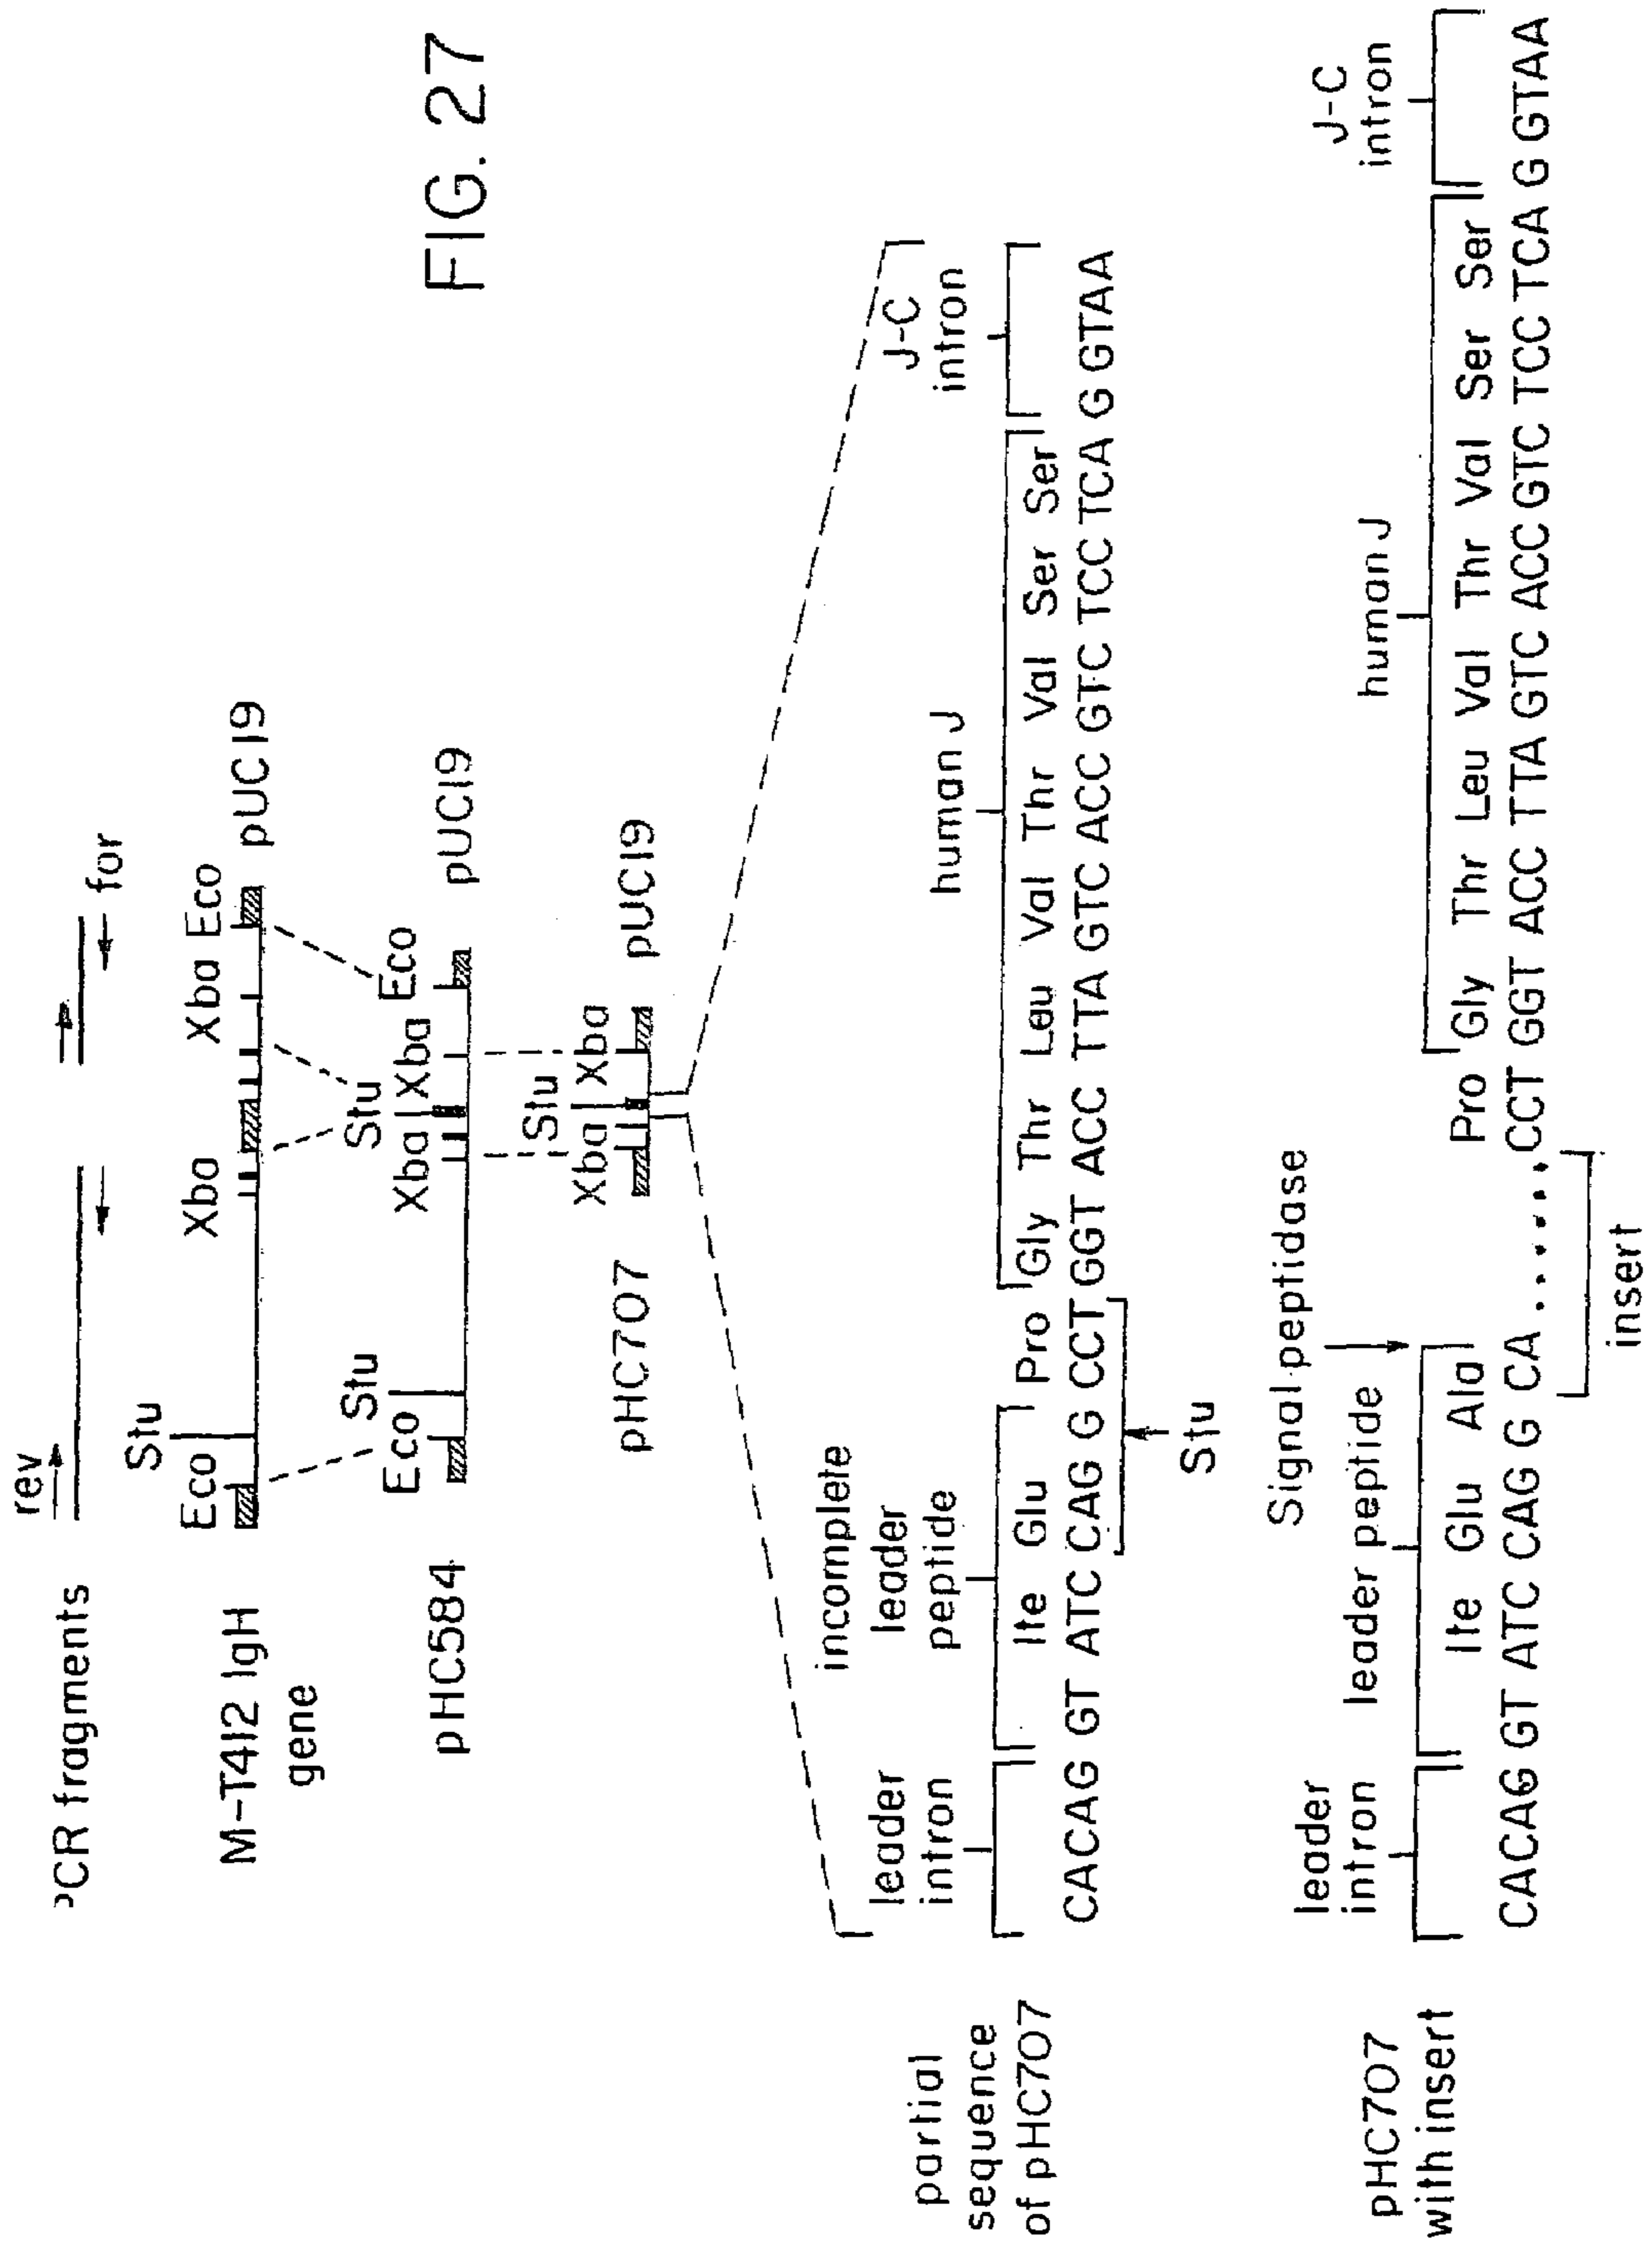 FIG. 27
PCR fragments
rev
for
M-T412 IgH
gene
Eco
Stu
Xba
Xba Eco
pUC19
pHC584
Eco
Stu
Xba
Stu
Xba
Eco
pUC19
pHC707
Xba
Stu
Xba
pUC19
partial
sequence
of pHC707
leader
intron
incomplete
leader
peptide
human J
J-C
intron
Ite Glu Pro Gly Thr Leu Val Thr Val Ser Ser
CACAG GT ATC CAG G CCT GGT ACC TTA GTC ACC GTC TCC TCA G GTAA
Stu
pHC707
with insert
leader
intron
leader peptide
Signal peptidase
human J
J-C
intron
Ite Glu Ala Pro Gly Thr Leu Val Thr Val Ser Ser
CACAG GT ATC CAG G CA ...... CCT GGT ACC TTA GTC ACC GTC TCC TCA G GTAA
insert